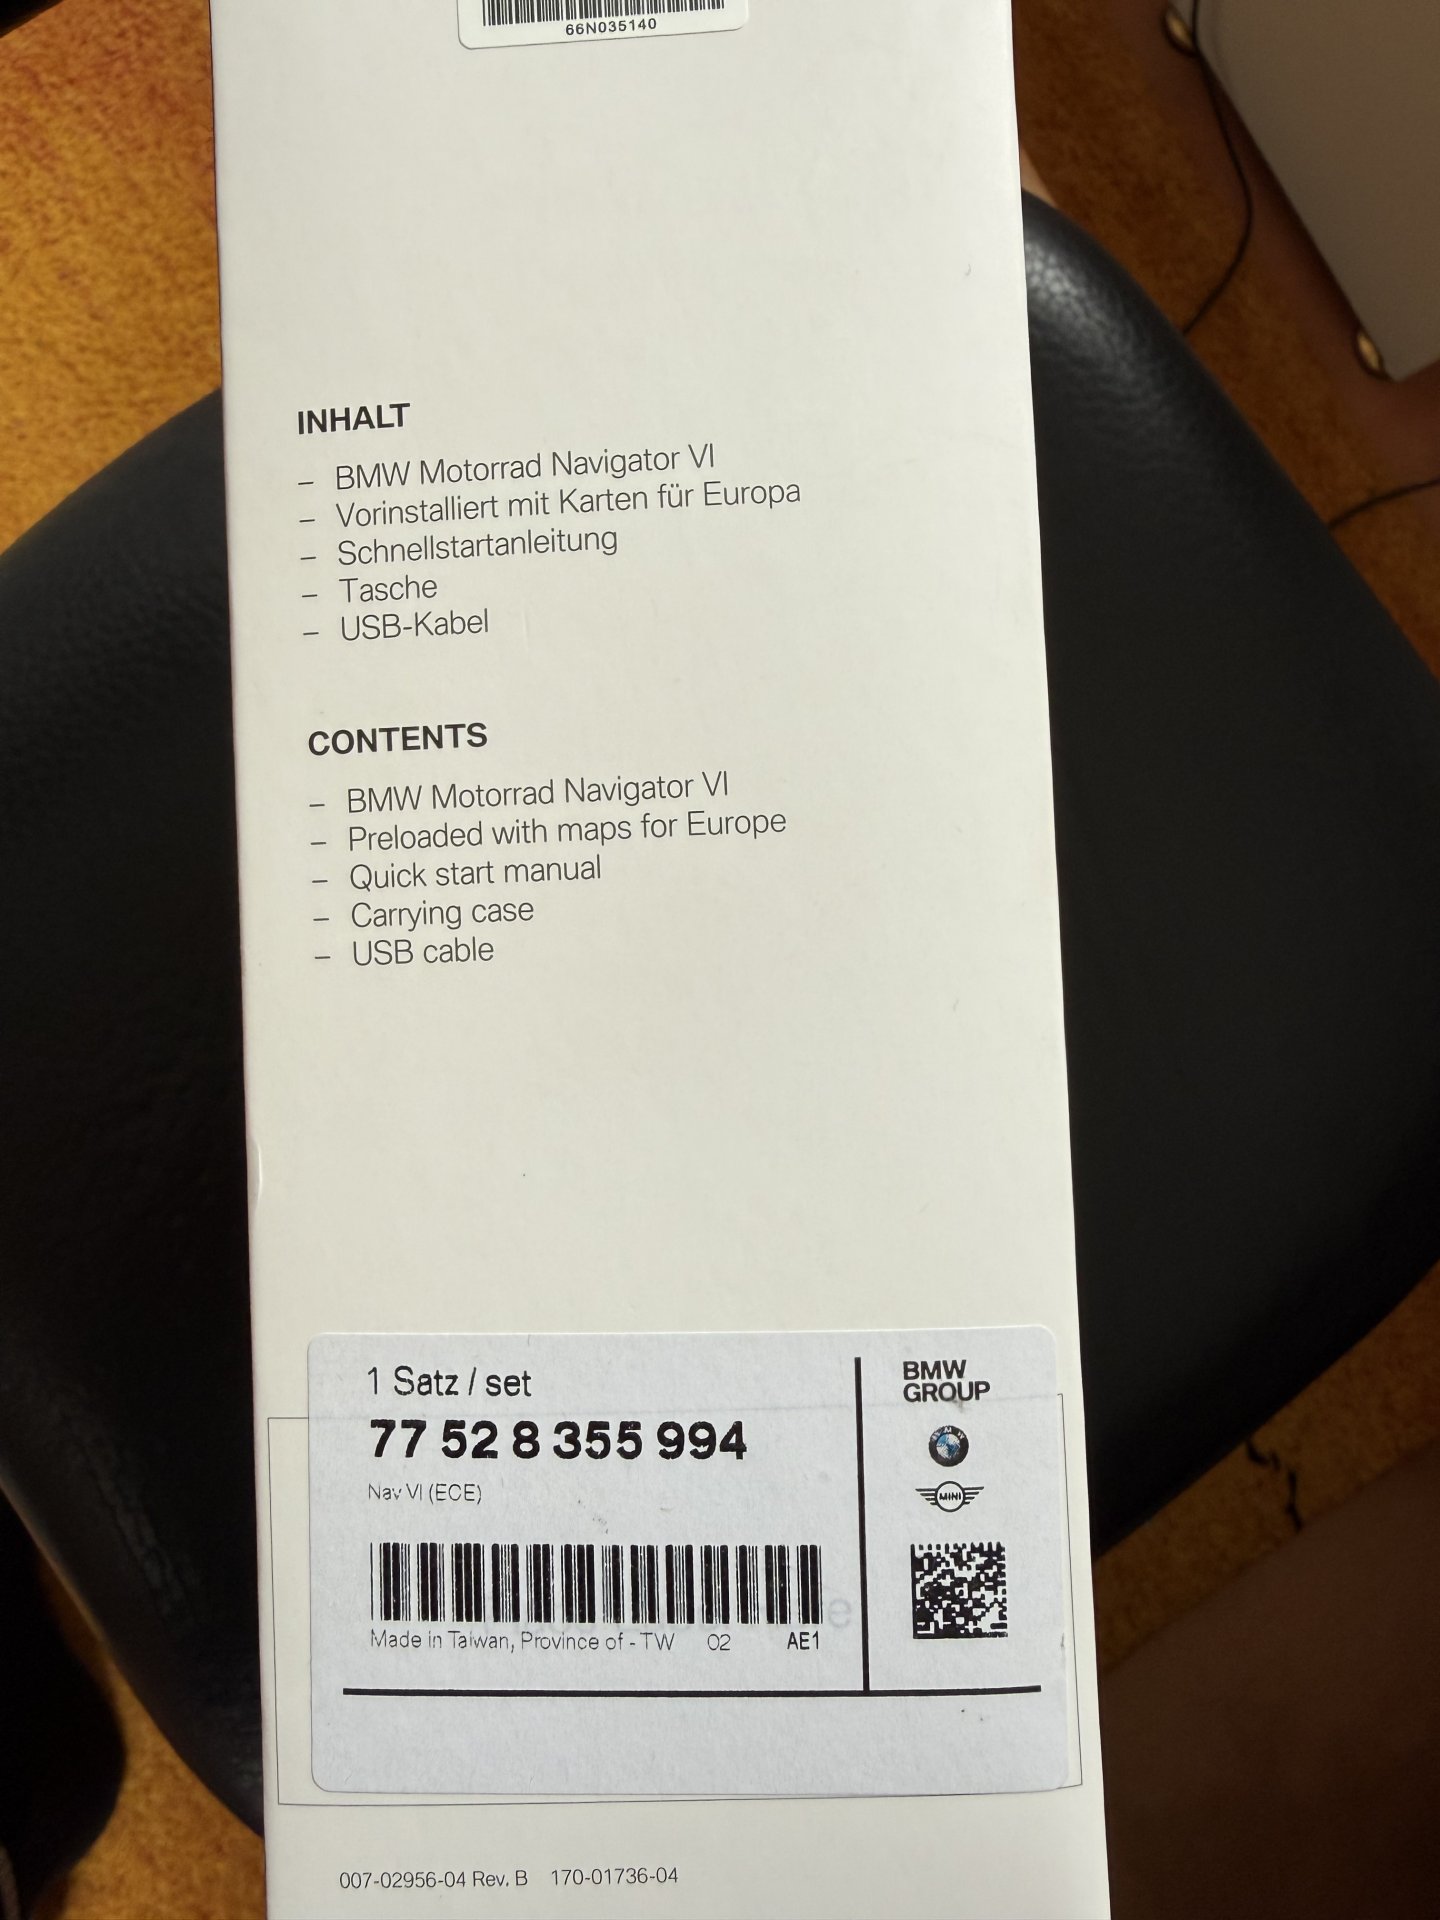 66N035140
INHALT
– BMW Motorrad Navigator VI
– Vorinstalliert mit Karten für Europa
– Schnellstartanleitung
– Tasche
– USB-Kabel
CONTENTS
– BMW Motorrad Navigator VI
– Preloaded with maps for Europe
– Quick start manual
– Carrying case
– USB cable
1 Satz / set
77 52 8 355 994
Nav VI (ECE)
Made in Taiwan, Province of - TW 02 AE1
BMW
GROUP
BMW
MINI
007-02956-04 Rev. B 170-01736-04